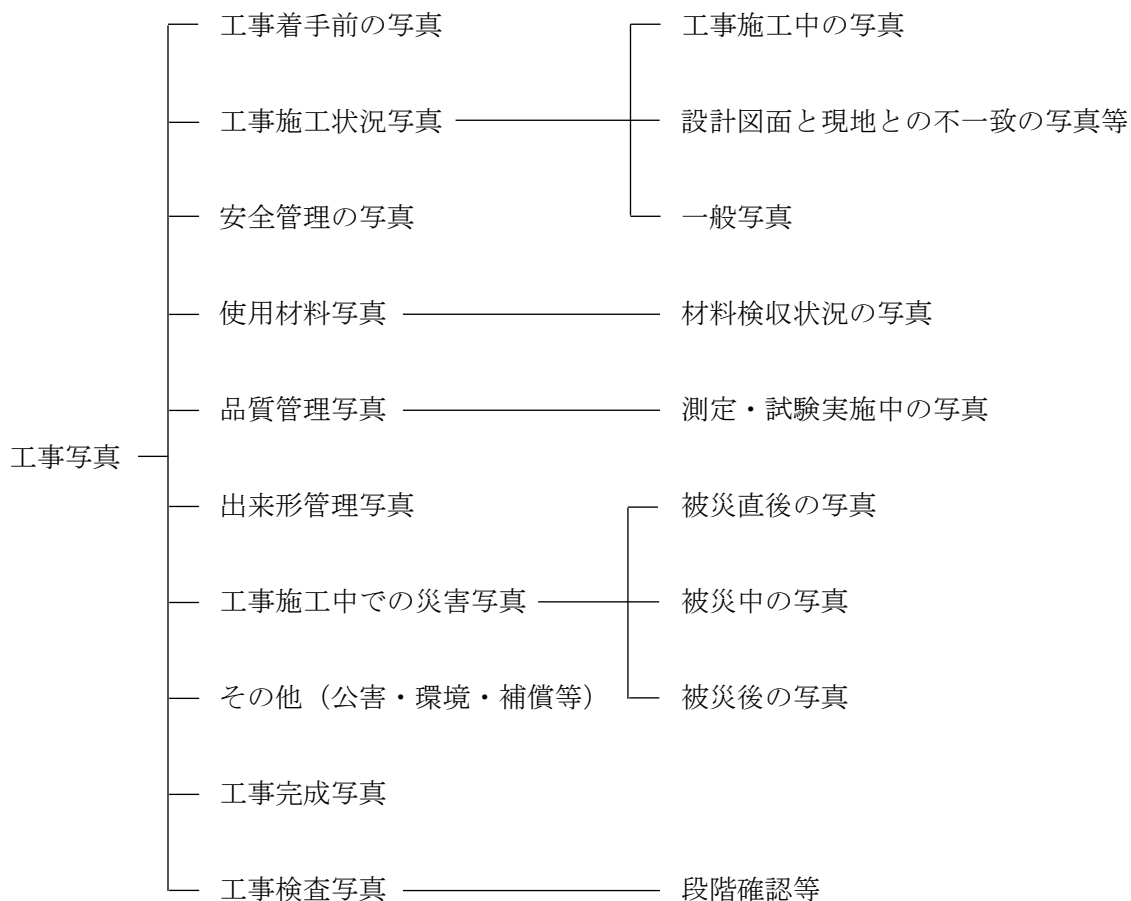 工事着手前の写真
工事施工中の写真
工事施工状況写真
設計図面と現地との不一致の写真等
安全管理の写真
一般写真
使用材料写真
材料検収状況の写真
品質管理写真
測定・試験実施中の写真
工事写真
出来形管理写真
被災直後の写真
工事施工中での災害写真
被災中の写真
その他（公害・環境・補償等）
被災後の写真
工事完成写真
工事検査写真
段階確認等